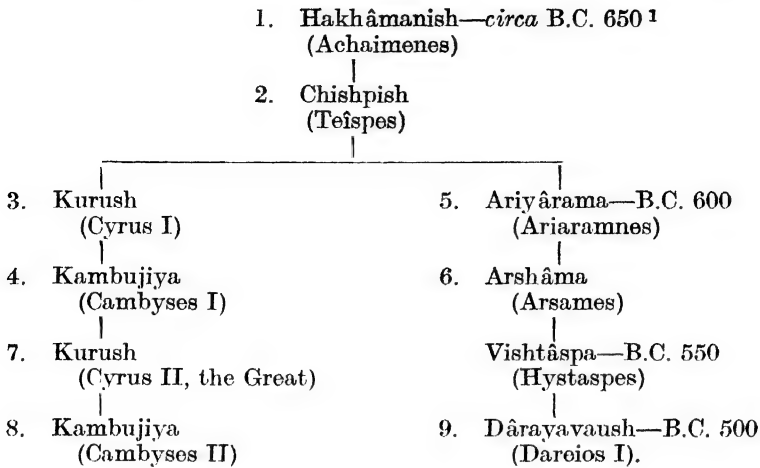 1. Hakhâmanish—circa B.C. 650 1
(Achaimenes)
2. Chishpish
(Teîspes)
3. Kurush
(Cyrus I)
4. Kambujiya
(Cambyses I)
7. Kurush
(Cyrus II, the Great)
8. Kambujiya
(Cambyses II)
5. Ariyârama—B.C. 600
(Ariaramnes)
6. Arshâma
(Arsames)
Vishtâspa—B.C. 550
(Hystaspes)
9. Dârayavaush—B.C. 500
(Dareios I).